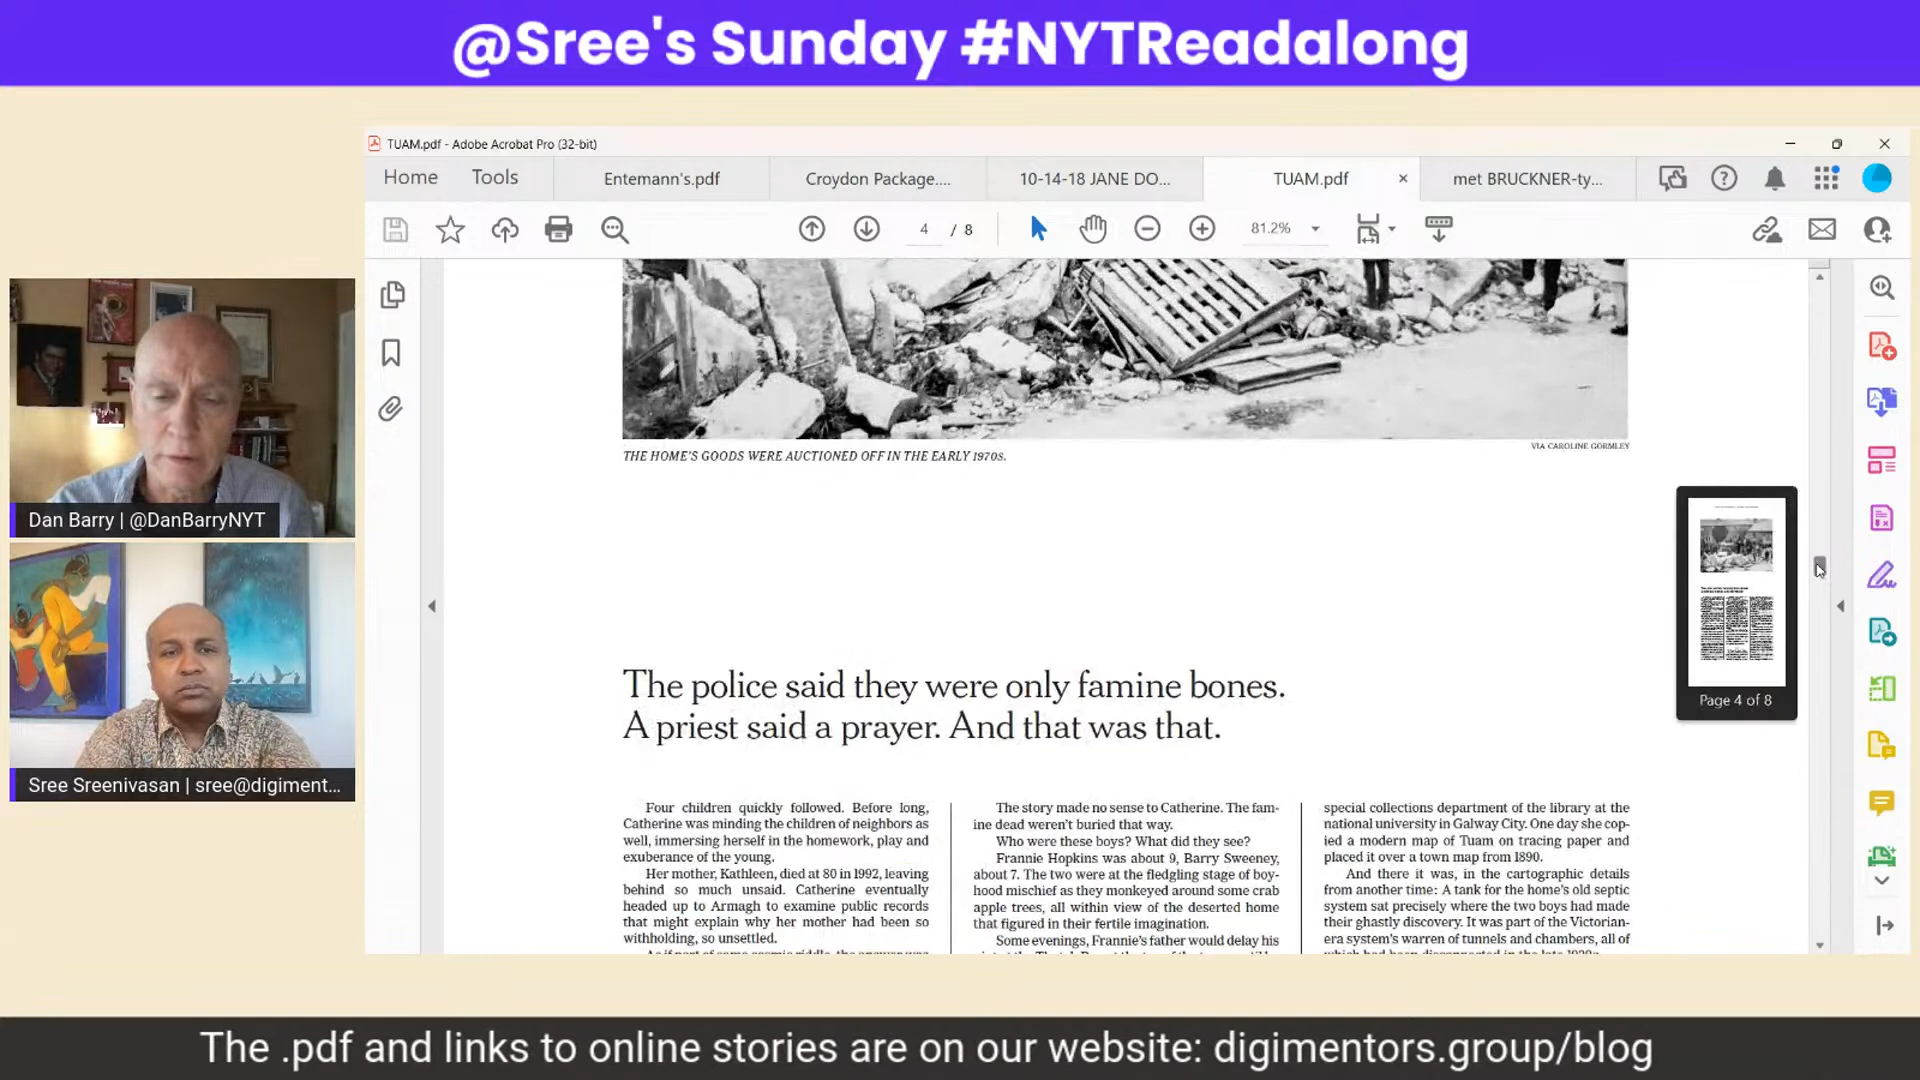 @Sree's Sunday #NYTReadalong
TUAM.pdf - Adobe Acrobat Pro (32-bit)
Home
Tools
Entemann's.pdf
Croydon Package....
10-14-18 JANE DO...
TUAM.pdf
met BRUCKNER-ty...
4 / 8
81.2%
VIA CAROLINE GORMLEY
THE HOME'S GOODS WERE AUCTIONED OFF IN THE EARLY 1970S.
Dan Barry | @DanBarryNYT
Sree Sreenivasan | sree@digiment...
Page 4 of 8
The police said they were only famine bones.
A priest said a prayer. And that was that.
Four children quickly followed. Before long,
Catherine was minding the children of neighbors as
well, immersing herself in the homework, play and
exuberance of the young.
Her mother, Kathleen, died at 80 in 1992, leaving
behind so much unsaid. Catherine eventually
headed up to Armagh to examine public records
that might explain why her mother had been so
withholding, so unsettled.
The story made no sense to Catherine. The fam-
ine dead weren't buried that way.
Who were these boys? What did they see?
Frannie Hopkins was about 9, Barry Sweeney,
about 7. The two were at the fledgling stage of boy-
hood mischief as they monkeyed around some crab
apple trees, all within view of the deserted home
that figured in their fertile imagination.
Some evenings, Frannie's father would delay his
special collections department of the library at the
national university in Galway City. One day she cop-
ied a modern map of Tuam on tracing paper and
placed it over a town map from 1890.
And there it was, in the cartographic details
from another time: A tank for the home's old septic
system sat precisely where the two boys had made
their ghastly discovery. It was part of the Victorian-
era system's warren of tunnels and chambers, all of
The .pdf and links to online stories are on our website: digimentors.group/blog